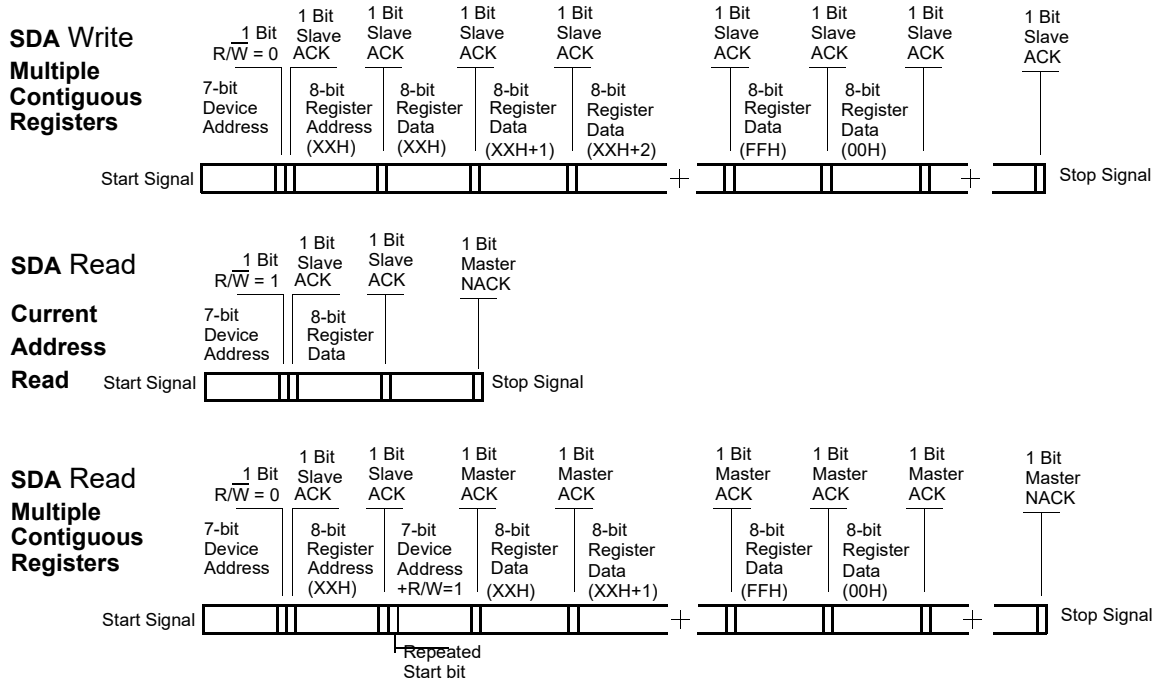 SDA Write
Multiple
Contiguous
Registers
1 Bit
R/W = 0
1 Bit
Slave
ACK
1 Bit
Slave
ACK
1 Bit
Slave
ACK
1 Bit
Slave
ACK
1 Bit
Slave
ACK
1 Bit
Slave
ACK
1 Bit
Slave
ACK
1 Bit
Slave
ACK
7-bit
Device
Address
8-bit
Register
Address
(XXH)
8-bit
Register
Data
(XXH)
8-bit
Register
Data
(XXH+1)
8-bit
Register
Data
(XXH+2)
8-bit
Register
Data
(FFH)
8-bit
Register
Data
(00H)
Start Signal
Stop Signal
SDA Read
Current
Address
Read
1 Bit
R/W = 1
1 Bit
Slave
ACK
1 Bit
Slave
ACK
1 Bit
Master
NACK
7-bit
Device
Address
8-bit
Register
Data
Start Signal
Stop Signal
SDA Read
Multiple
Contiguous
Registers
1 Bit
R/W = 0
1 Bit
Slave
ACK
1 Bit
Slave
ACK
1 Bit
Master
ACK
1 Bit
Master
ACK
1 Bit
Master
ACK
1 Bit
Master
ACK
1 Bit
Master
ACK
1 Bit
Master
NACK
7-bit
Device
Address
8-bit
Register
Address
(XXH)
7-bit
Device
Address
+R/W=1
8-bit
Register
Data
(XXH)
8-bit
Register
Data
(XXH+1)
8-bit
Register
Data
(FFH)
8-bit
Register
Data
(00H)
Start Signal
Stop Signal
Repeated
Start bit